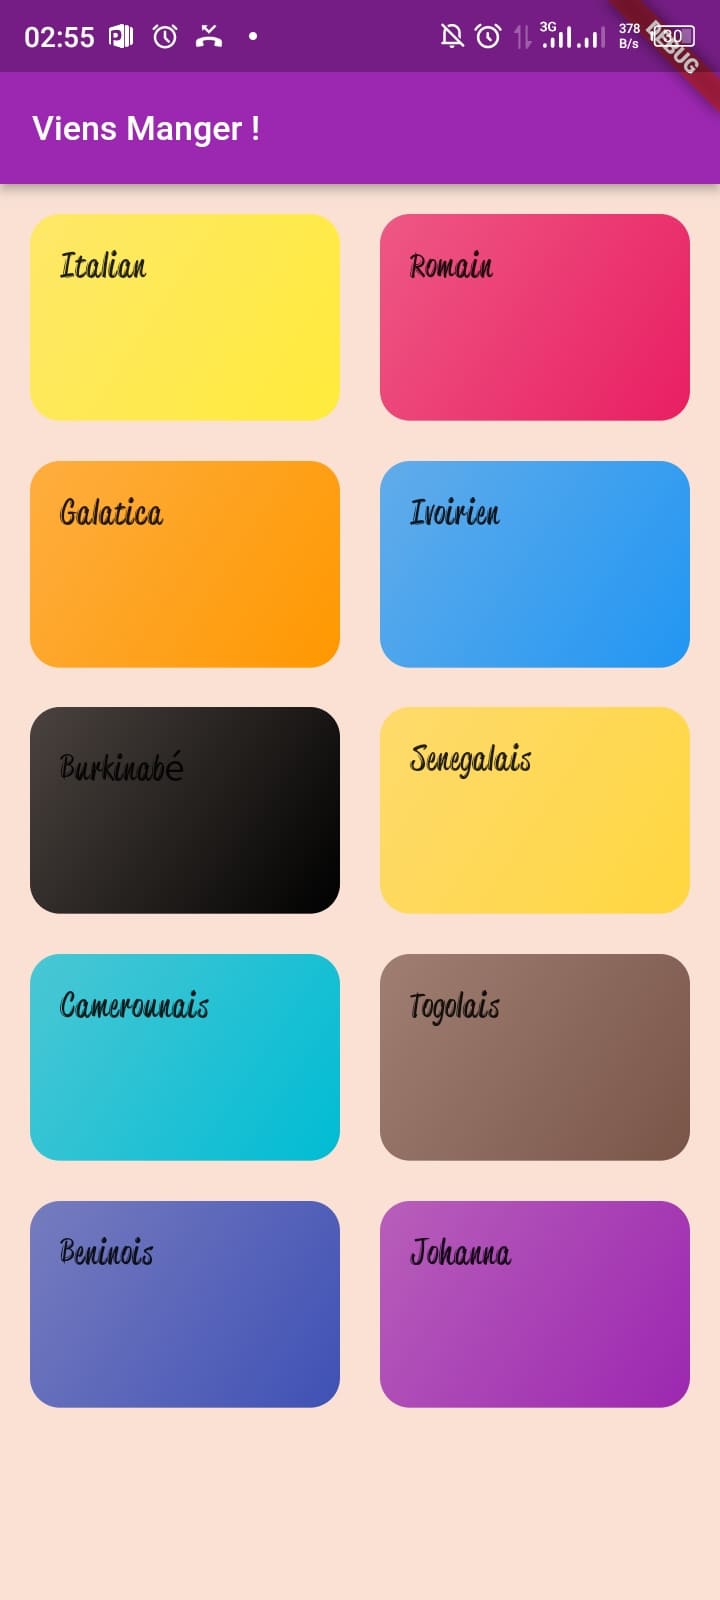 02:55 3G 378 B/s 30
DEBUG
Viens Manger !
Italian
Romain
Galatica
Ivoirien
Burkinabé
Senegalais
Camerounais
Togolais
Beninois
Johanna